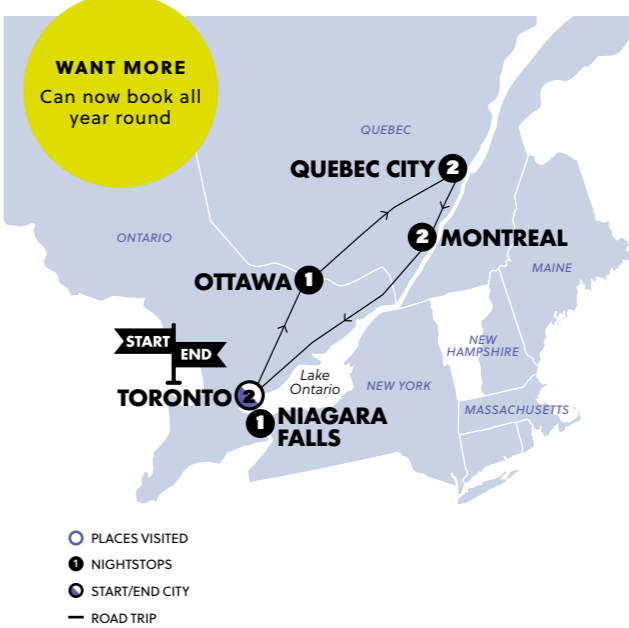 WANT MORE
Can now book all
year round
QUEBEC
QUEBEC CITY 2
2 MONTREAL
ONTARIO
MAINE
OTTAWA 1
START
END
NEW
HAMPSHIRE
Lake
Ontario
NEW YORK
TORONTO 2
MASSACHUSETTS
1 NIAGARA
FALLS
PLACES VISITED
1 NIGHTSTOPS
START/END CITY
ROAD TRIP